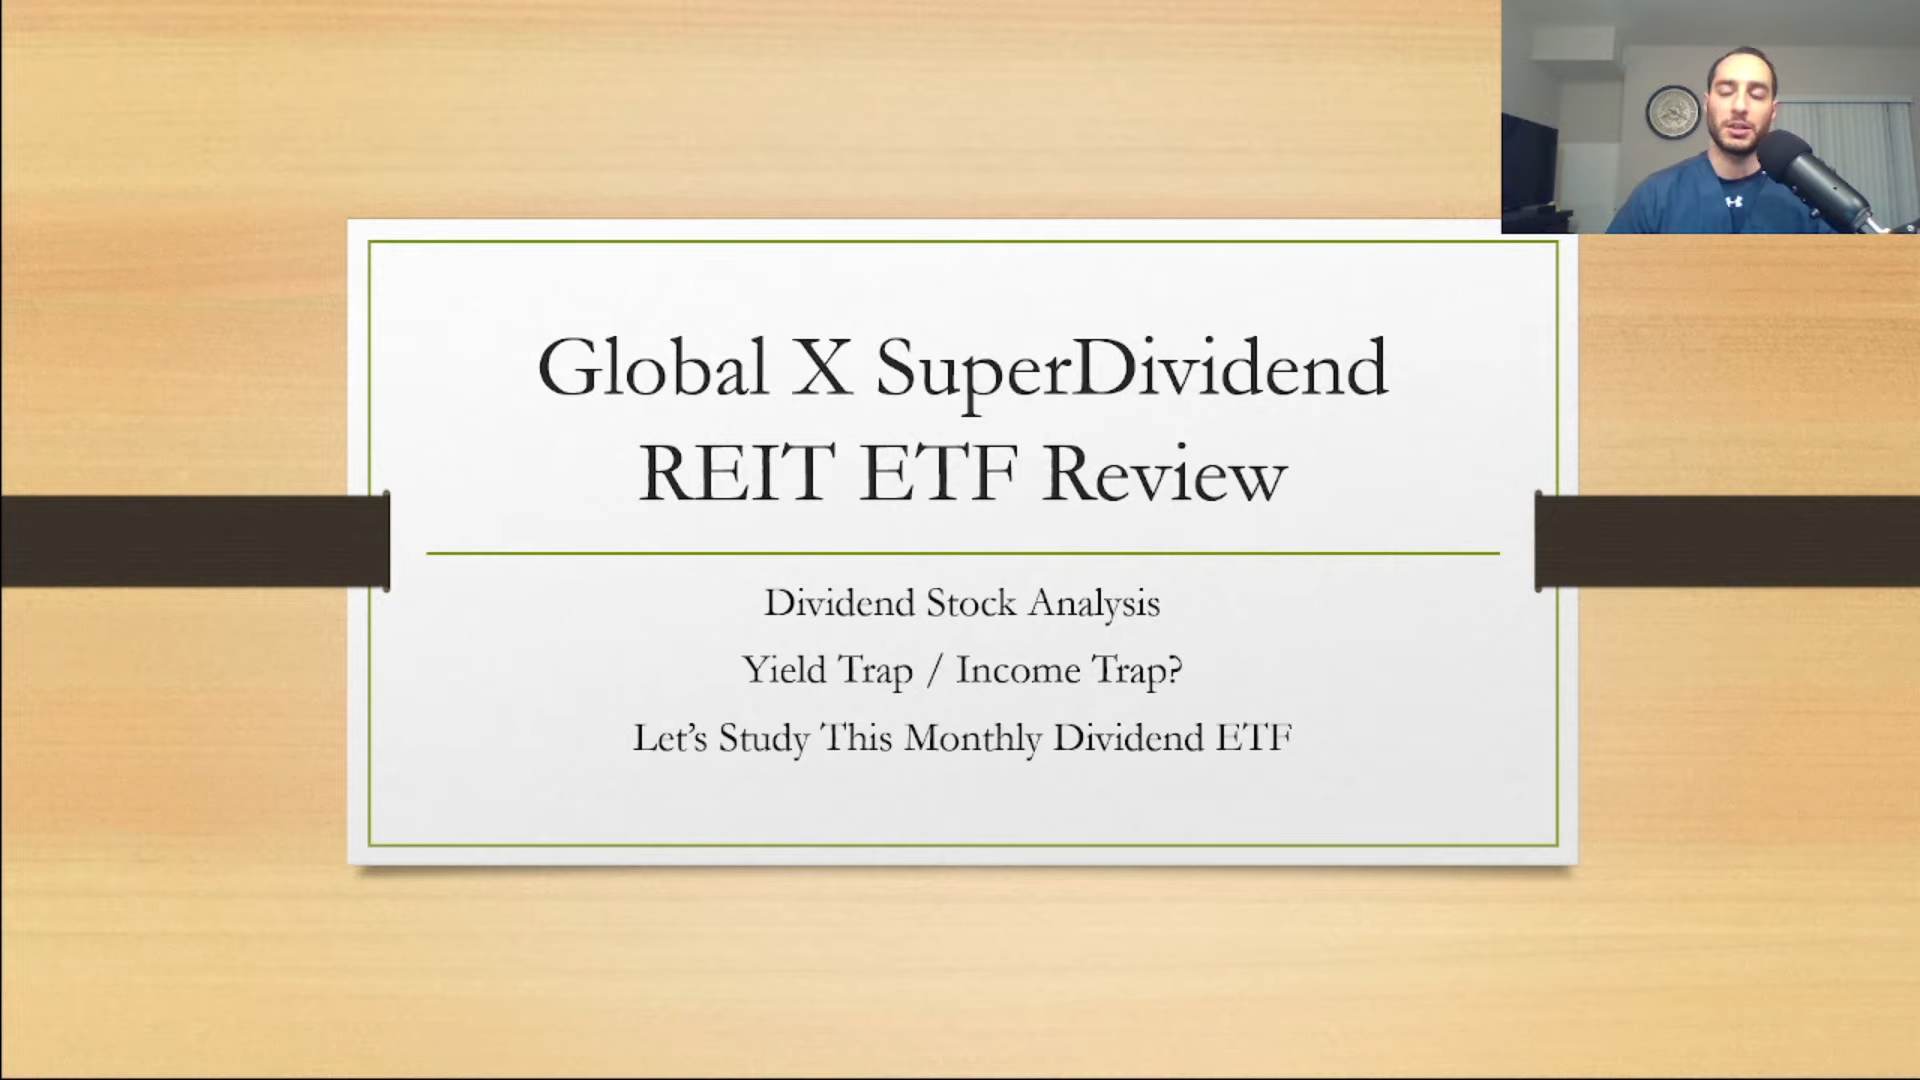 Global X SuperDividend
REIT ETF Review
Dividend Stock Analysis
Yield Trap / Income Trap?
Let’s Study This Monthly Dividend ETF